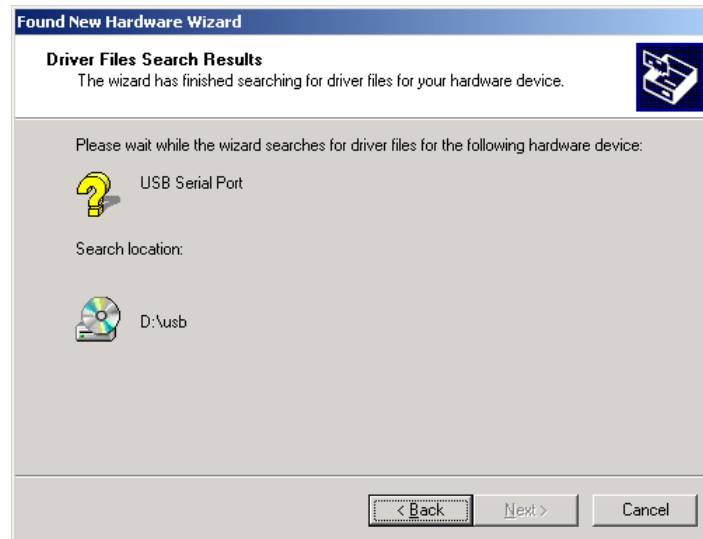 Found New Hardware Wizard
Driver Files Search Results
The wizard has finished searching for driver files for your hardware device.
Please wait while the wizard searches for driver files for the following hardware device:
USB Serial Port
Search location:
D:\usb
< Back
Next >
Cancel